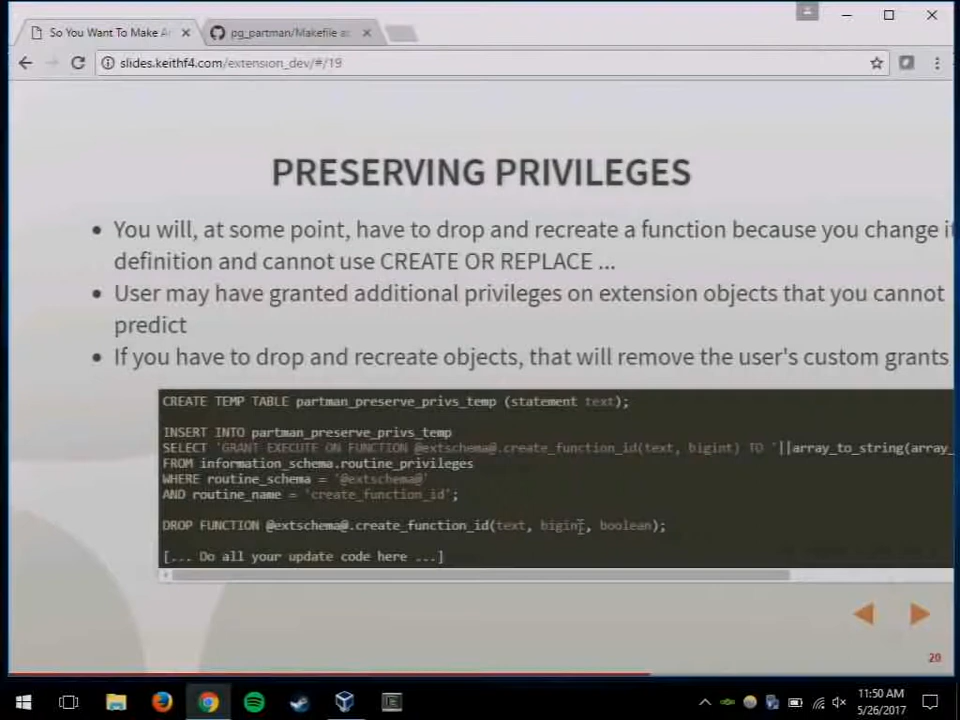 So You Want To Make A
pg_partman/Makefile a
slides.keithf4.com/extension_dev/#/19
PRESERVING PRIVILEGES
You will, at some point, have to drop and recreate a function because you change it
definition and cannot use CREATE OR REPLACE ...
User may have granted additional privileges on extension objects that you cannot
predict
If you have to drop and recreate objects, that will remove the user's custom grants
CREATE TEMP TABLE partman_preserve_privs_temp (statement text);
INSERT INTO partman_preserve_privs_temp
SELECT 'GRANT EXECUTE ON FUNCTION @extschema@.create_function_id(text, bigint) TO '||array_to_string(array_
FROM information_schema.routine_privileges
WHERE routine_schema = '@extschema@'
AND routine_name = 'create_function_id';
DROP FUNCTION @extschema@.create_function_id(text, bigint, boolean);
[... Do all your update code here ...]
20
11:50 AM
5/26/2017